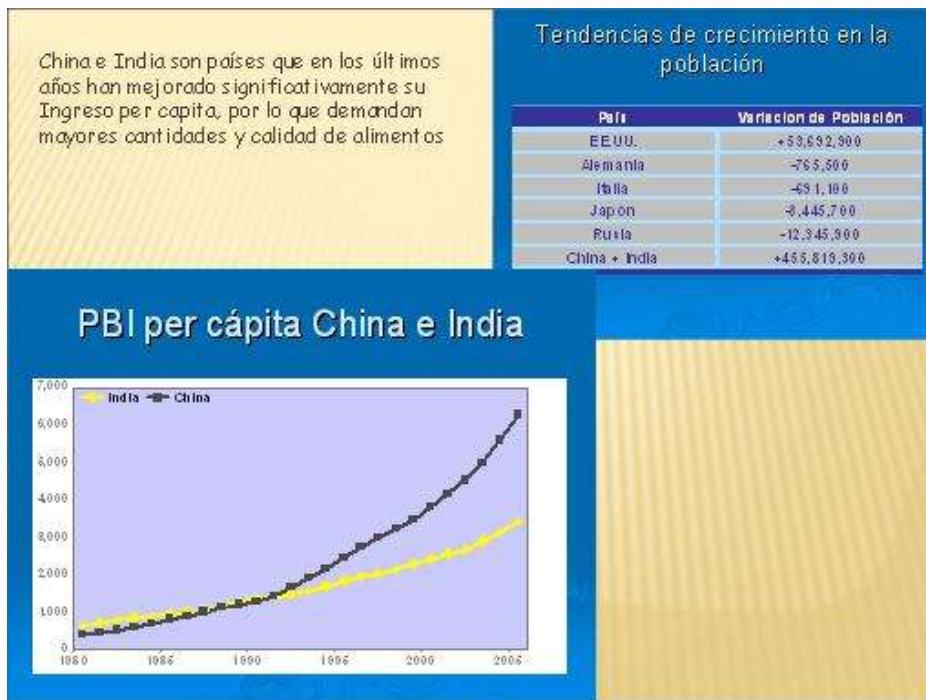 China e India son países que en los últimos
años han mejorado significativamente su
Ingreso per capita, por lo que demandan
mayores cantidades y calidad de alimentos
Tendencias de crecimiento en la
población
País Variacion de Población
EE.UU. +53,692,900
Alemania -765,500
Italia -691,100
Japón -8,445,700
Rusia -12,345,900
China + India +455,819,300
PBI per cápita China e India
India China
7,000
6,000
5,000
4,000
3,000
2,000
1,000
0
1980 1985 1990 1995 2000 2005